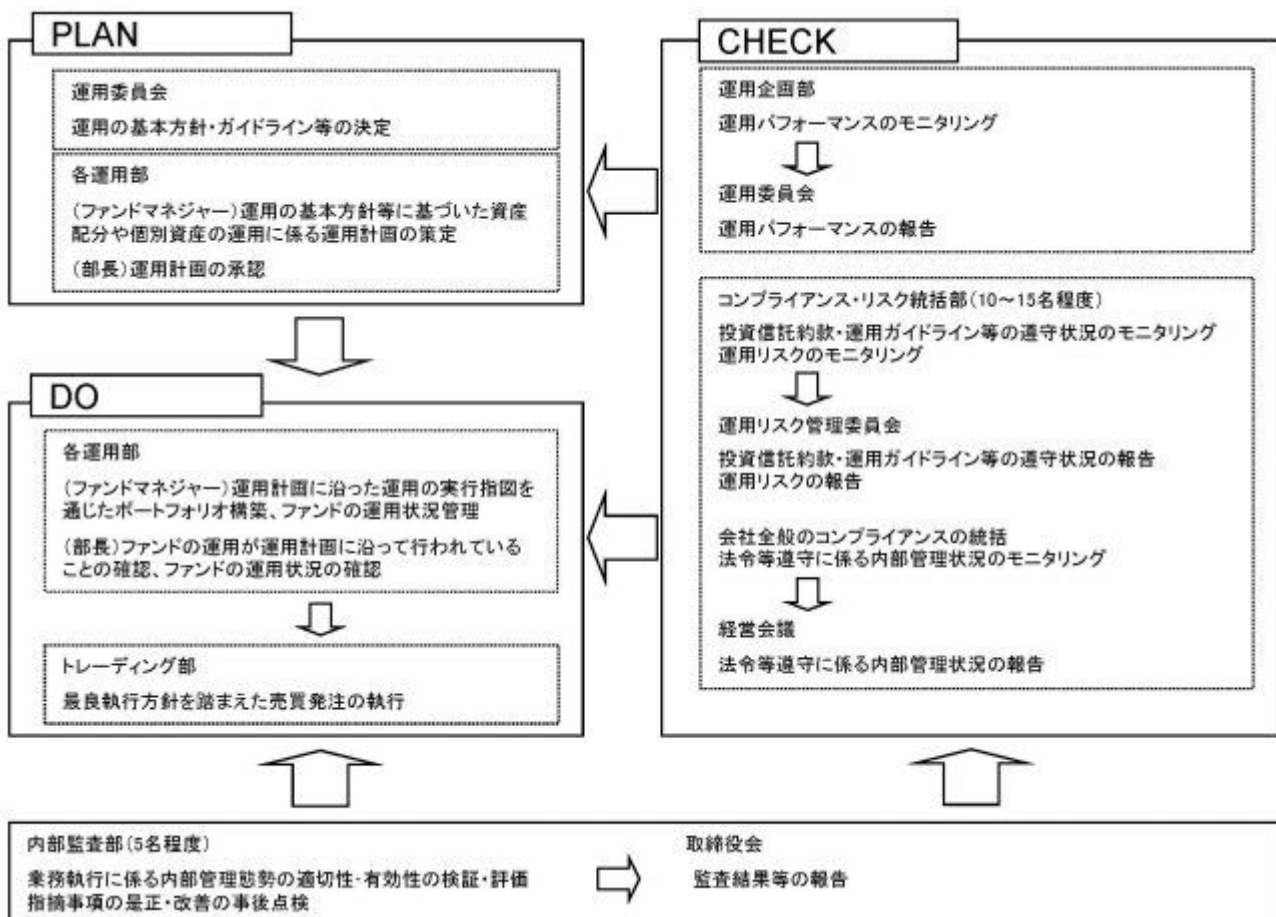 PLAN
運用委員会
運用の基本方針・ガイドライン等の決定
各運用部
(ファンドマネジャー)運用の基本方針等に基づいた資産
配分や個別資産の運用に係る運用計画の策定
(部長)運用計画の承認
DO
各運用部
(ファンドマネジャー)運用計画に沿った運用の実行指図を
通じたポートフォリオ構築、ファンドの運用状況管理
(部長)ファンドの運用が運用計画に沿って行われている
ことの確認、ファンドの運用状況の確認
トレーディング部
最良執行方針を踏まえた売買発注の執行
CHECK
運用企画部
運用パフォーマンスのモニタリング
運用委員会
運用パフォーマンスの報告
コンプライアンス・リスク統括部(10～15名程度)
投資信託約款・運用ガイドライン等の遵守状況のモニタリング
運用リスクのモニタリング
運用リスク管理委員会
投資信託約款・運用ガイドライン等の遵守状況の報告
運用リスクの報告
会社全般のコンプライアンスの統括
法令等遵守に係る内部管理状況のモニタリング
経営会議
法令等遵守に係る内部管理状況の報告
内部監査部(5名程度)
業務執行に係る内部管理態勢の適切性・有効性の検証・評価
指摘事項の是正・改善の事後点検
取締役会
監査結果等の報告